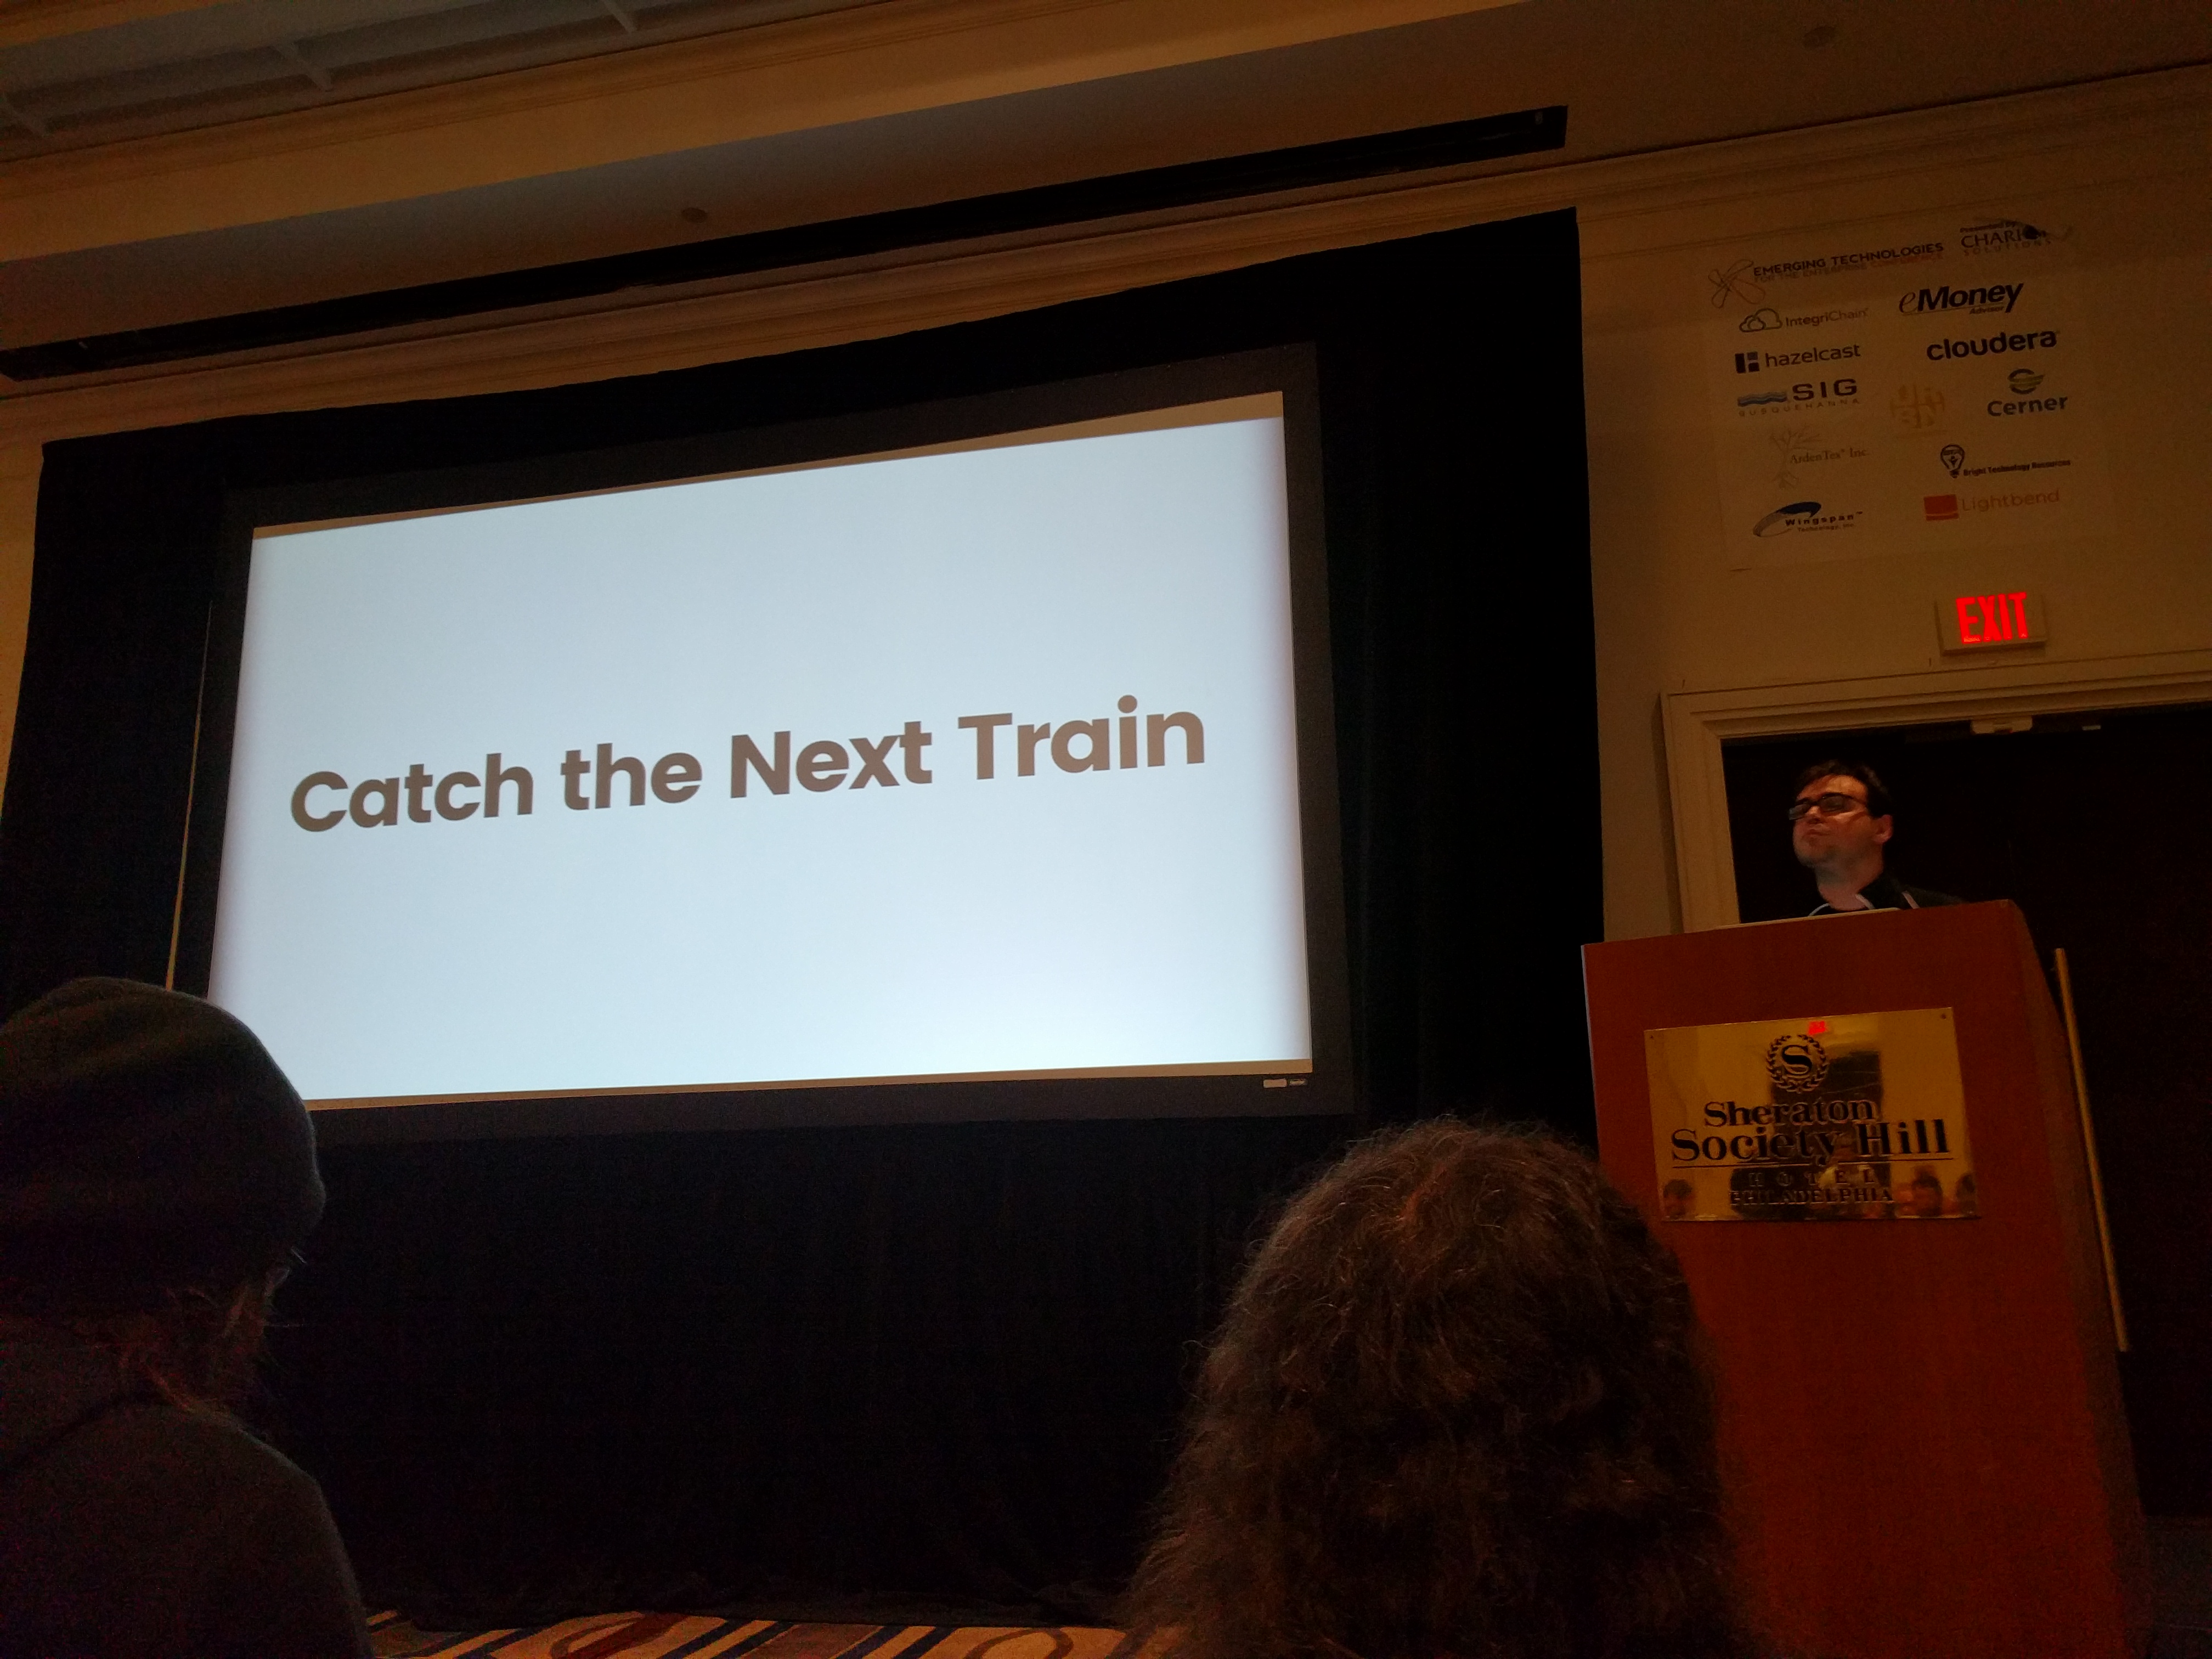 Catch the Next Train
EMERGING TECHNOLOGIES
FOR THE ENTERPRISE CONFERENCE
Presented By
CHARIOT
SOLUTIONS
IntegriChain
eMoney
Advisor
hazelcast
cloudera
SIG
SUSQUEHANNA
Cerner
ArdenTex Inc.
Bright Technology Resources
Wingspan
Technology, Inc.
Lightbend
EXIT
S
Sheraton
Society Hill
HOTEL
PHILADELPHIA